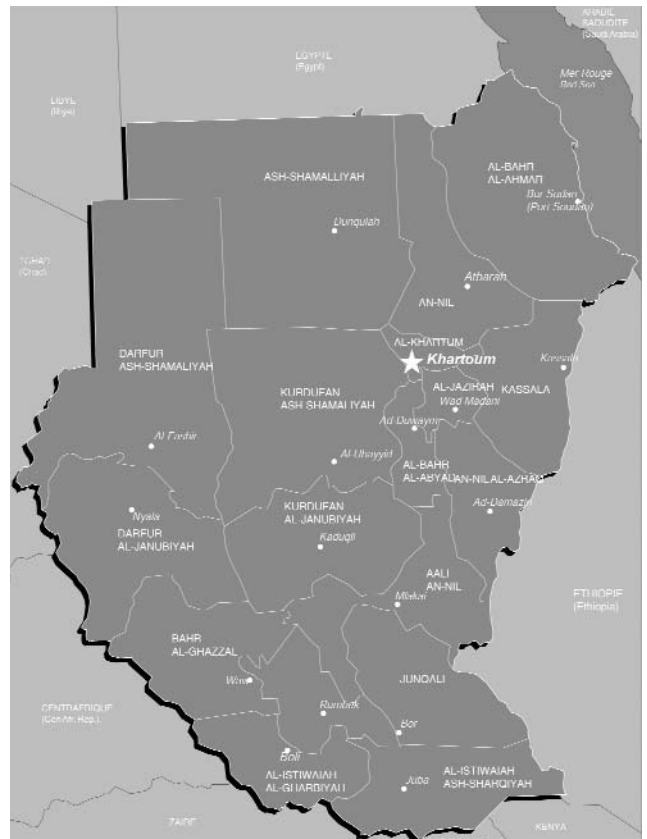 ARABIE
SAOUDITE
(Saudi Arabia)
EGYPTE
(Egypt)
Mer Rouge
Red Sea
LIBYE
(libya)
AL-BAHR
AL-AHMAR
ASH-SHAMALLIYAH
Bur Sudan
(Port Soudan)
Dunqulah
TCHAD
(Chad)
Atbarah
AN-NIL
AL-KHARTUM
Khartoum
DARFUR
ASH-SHAMALIYAH
Kassala
KASSALA
AL-JAZIRAH
KURDUFAN
ASH SHAMALIYAH
Wad Madani
Ad-Duwaym
Al Fashir
Al-Ubayyid
AL-BAHR
AL-ABYAD
AN-NIL AL-AZRAQ
Nyala
KURDUFAN
AL-JANUBIYAH
Ad-Damazin
DARFUR
AL-JANUBIYAH
Kaduqli
AALI
AN-NIL
ETHIOPIE
(Ethiopia)
Mlakal
BAHR
AL-GHAZZAL
JUNQALI
Waw
CENTRAFRIQUE
(Cen Afr. Rep.)
Rumbek
Bor
Boli
AL-ISTIWAIAH
AL-GHARBIYAH
AL-ISTIWAIAH
ASH-SHARQIYAH
Juba
ZAIRE
KENYA